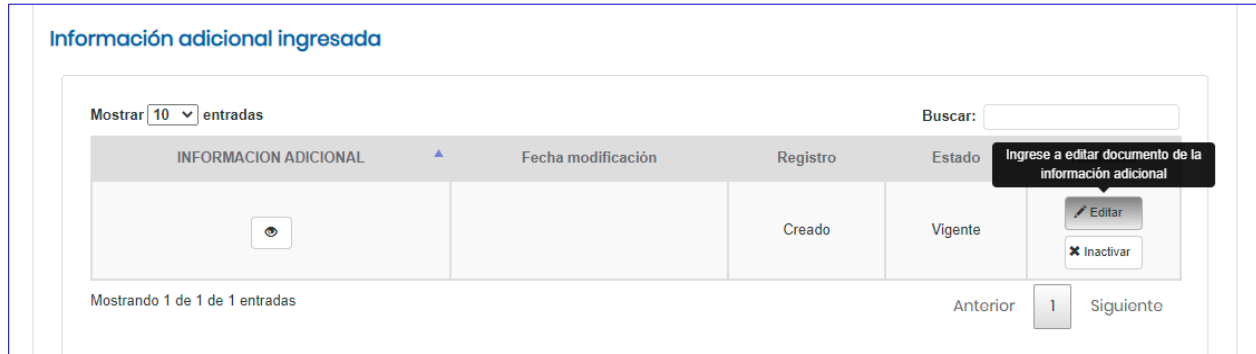 Información adicional ingresada
Mostrar 10 entradas
Buscar:
INFORMACION ADICIONAL Fecha modificación Registro Estado
Ingrese a editar documento de la
información adicional
Creado Vigente
Editar
Inactivar
Mostrando 1 de 1 de 1 entradas
Anterior 1 Siguiente